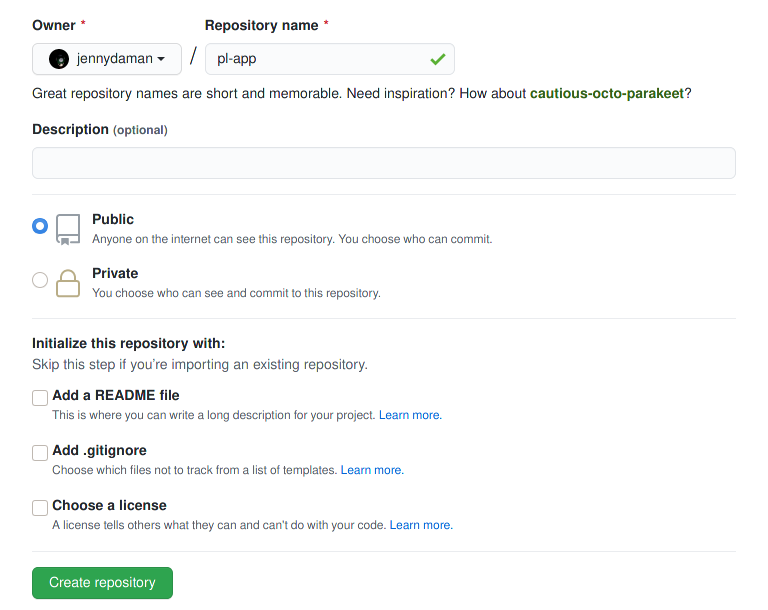 Owner * Repository name *
jennydaman / pl-app
Great repository names are short and memorable. Need inspiration? How about cautious-octo-parakeet?
Description (optional)
Public
Anyone on the internet can see this repository. You choose who can commit.
Private
You choose who can see and commit to this repository.
Initialize this repository with:
Skip this step if you’re importing an existing repository.
Add a README file
This is where you can write a long description for your project. Learn more.
Add .gitignore
Choose which files not to track from a list of templates. Learn more.
Choose a license
A license tells others what they can and can't do with your code. Learn more.
Create repository